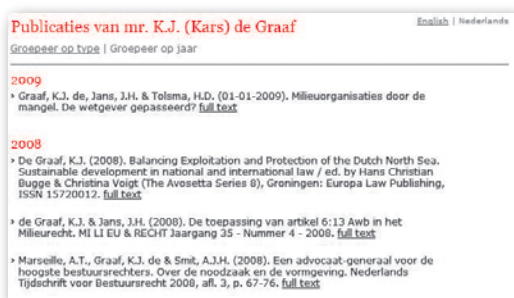 Publicaties van mr. K.J. (Kars) de Graaf
English | Nederlands
Groepeer op type | Groepeer op jaar
2009
› Graaf, K.J. de, Jans, J.H. & Tolsma, H.D. (01-01-2009). Milieuorganisaties door de
mangel. De wetgever gepasseerd? full text
2008
› De Graaf, K.J. (2008). Balancing Exploitation and Protection of the Dutch North Sea.
Sustainable development in national and international law / ed. by Hans Christian
Bugge & Christina Voigt (The Avosetta Series 8), Groningen: Europa Law Publishing,
ISSN 15720012. full text
› de Graaf, K.J. & Jans, J.H. (2008). De toepassing van artikel 6:13 Awb in het
Milieurecht. MI LI EU & RECHT Jaargang 35 - Nummer 4 - 2008. full text
› Marseille, A.T., Graaf, K.J. de & Smit, A.J.H. (2008). Een advocaat-generaal voor de
hoogste bestuursrechters. Over de noodzaak en de vormgeving. Nederlands
Tijdschrift voor Bestuursrecht 2008, afl. 3, p. 67-76. full text